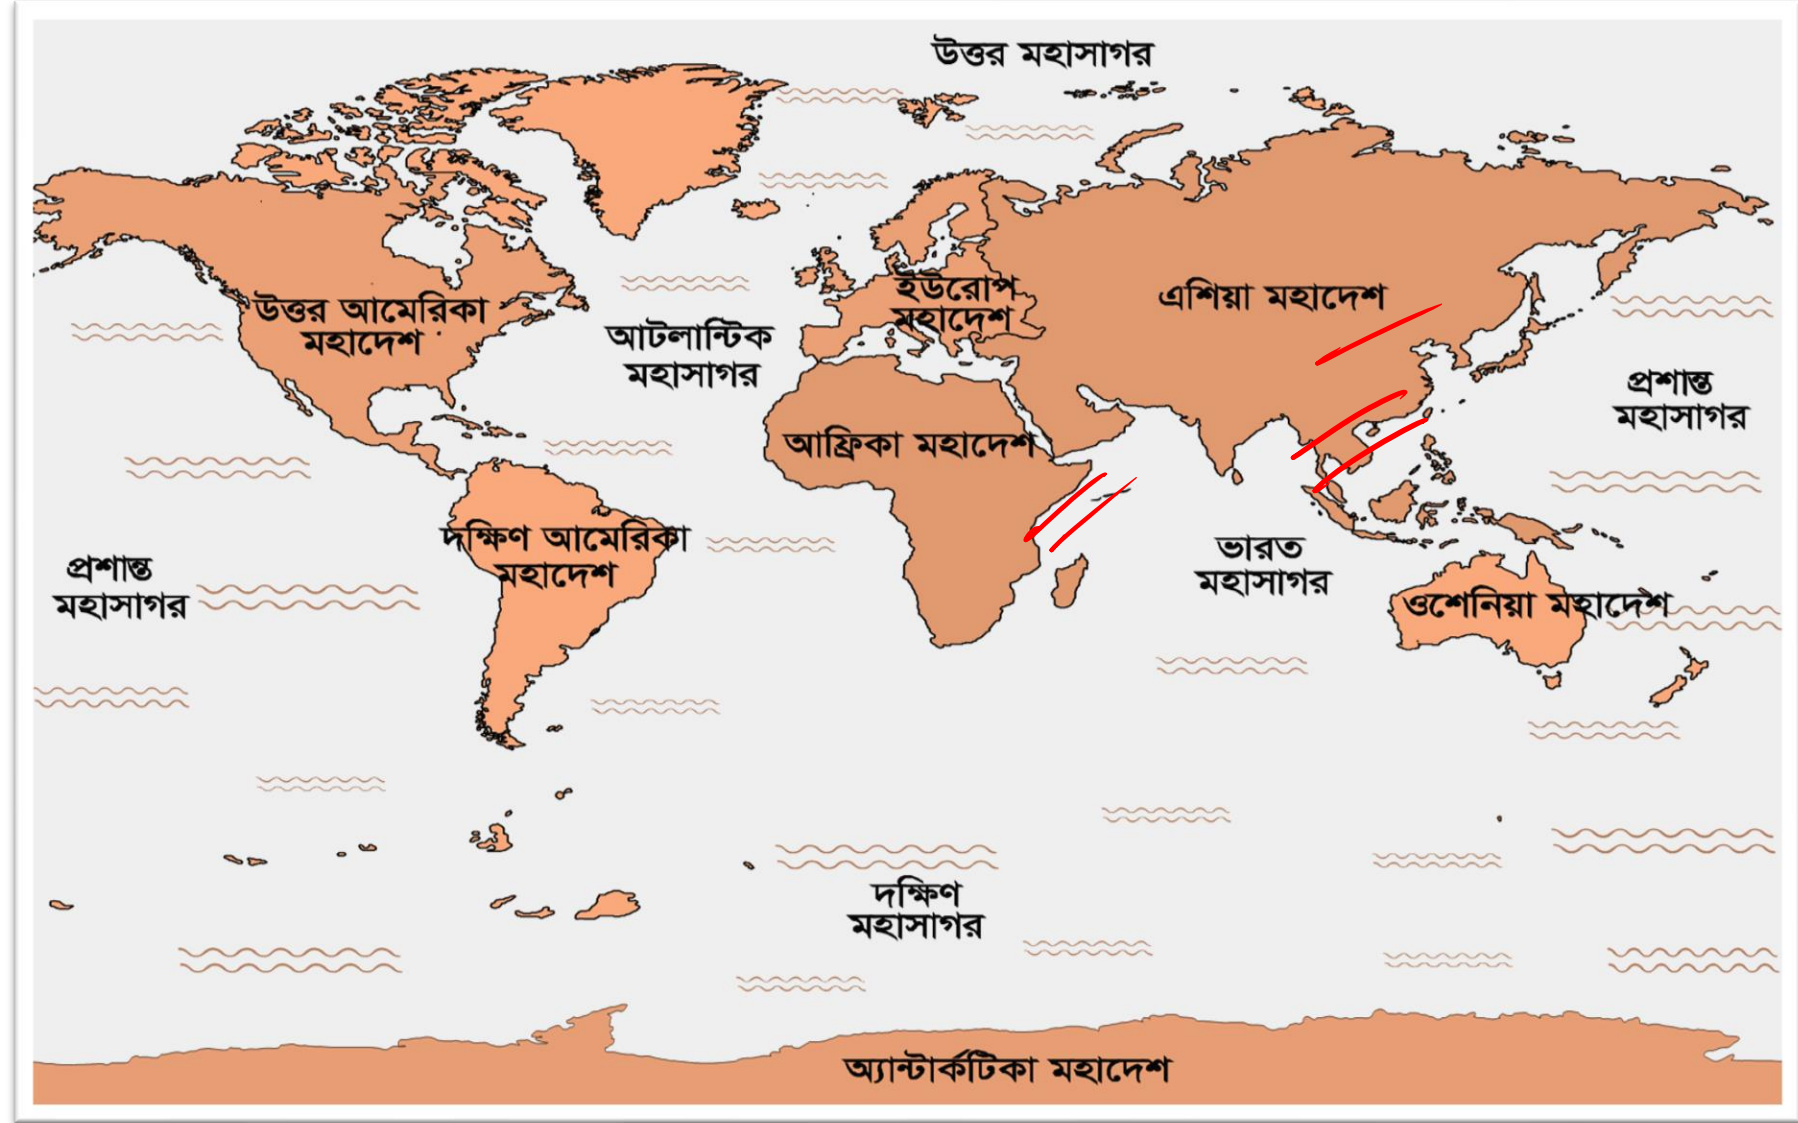 উত্তর মহাসাগর
উত্তর আমেরিকা
মহাদেশ
ইউরোপ
মহাদেশ
এশিয়া মহাদেশ
আটলান্টিক
মহাসাগর
প্রশান্ত
মহাসাগর
আফ্রিকা মহাদেশ
দক্ষিণ আমেরিকা
মহাদেশ
ভারত
মহাসাগর
প্রশান্ত
মহাসাগর
ওশেনিয়া মহাদেশ
দক্ষিণ
মহাসাগর
অ্যান্টার্কটিকা মহাদেশ